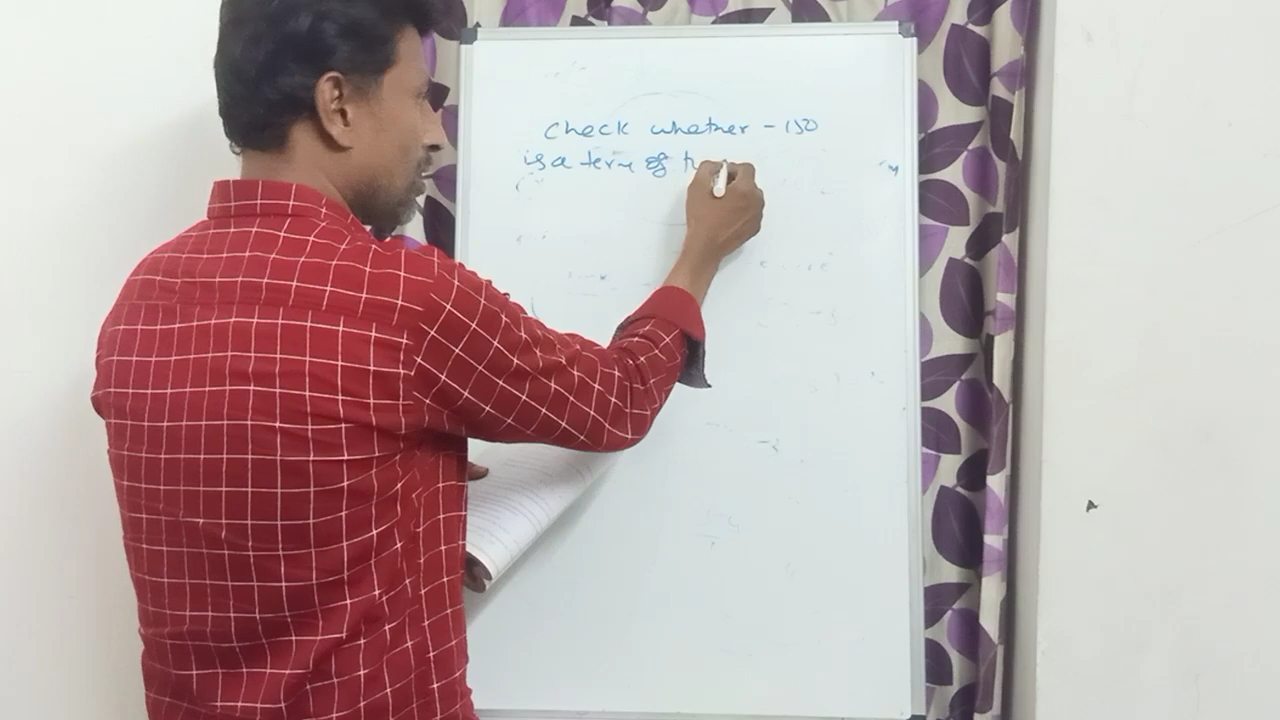 Check whether - 150
is a term of